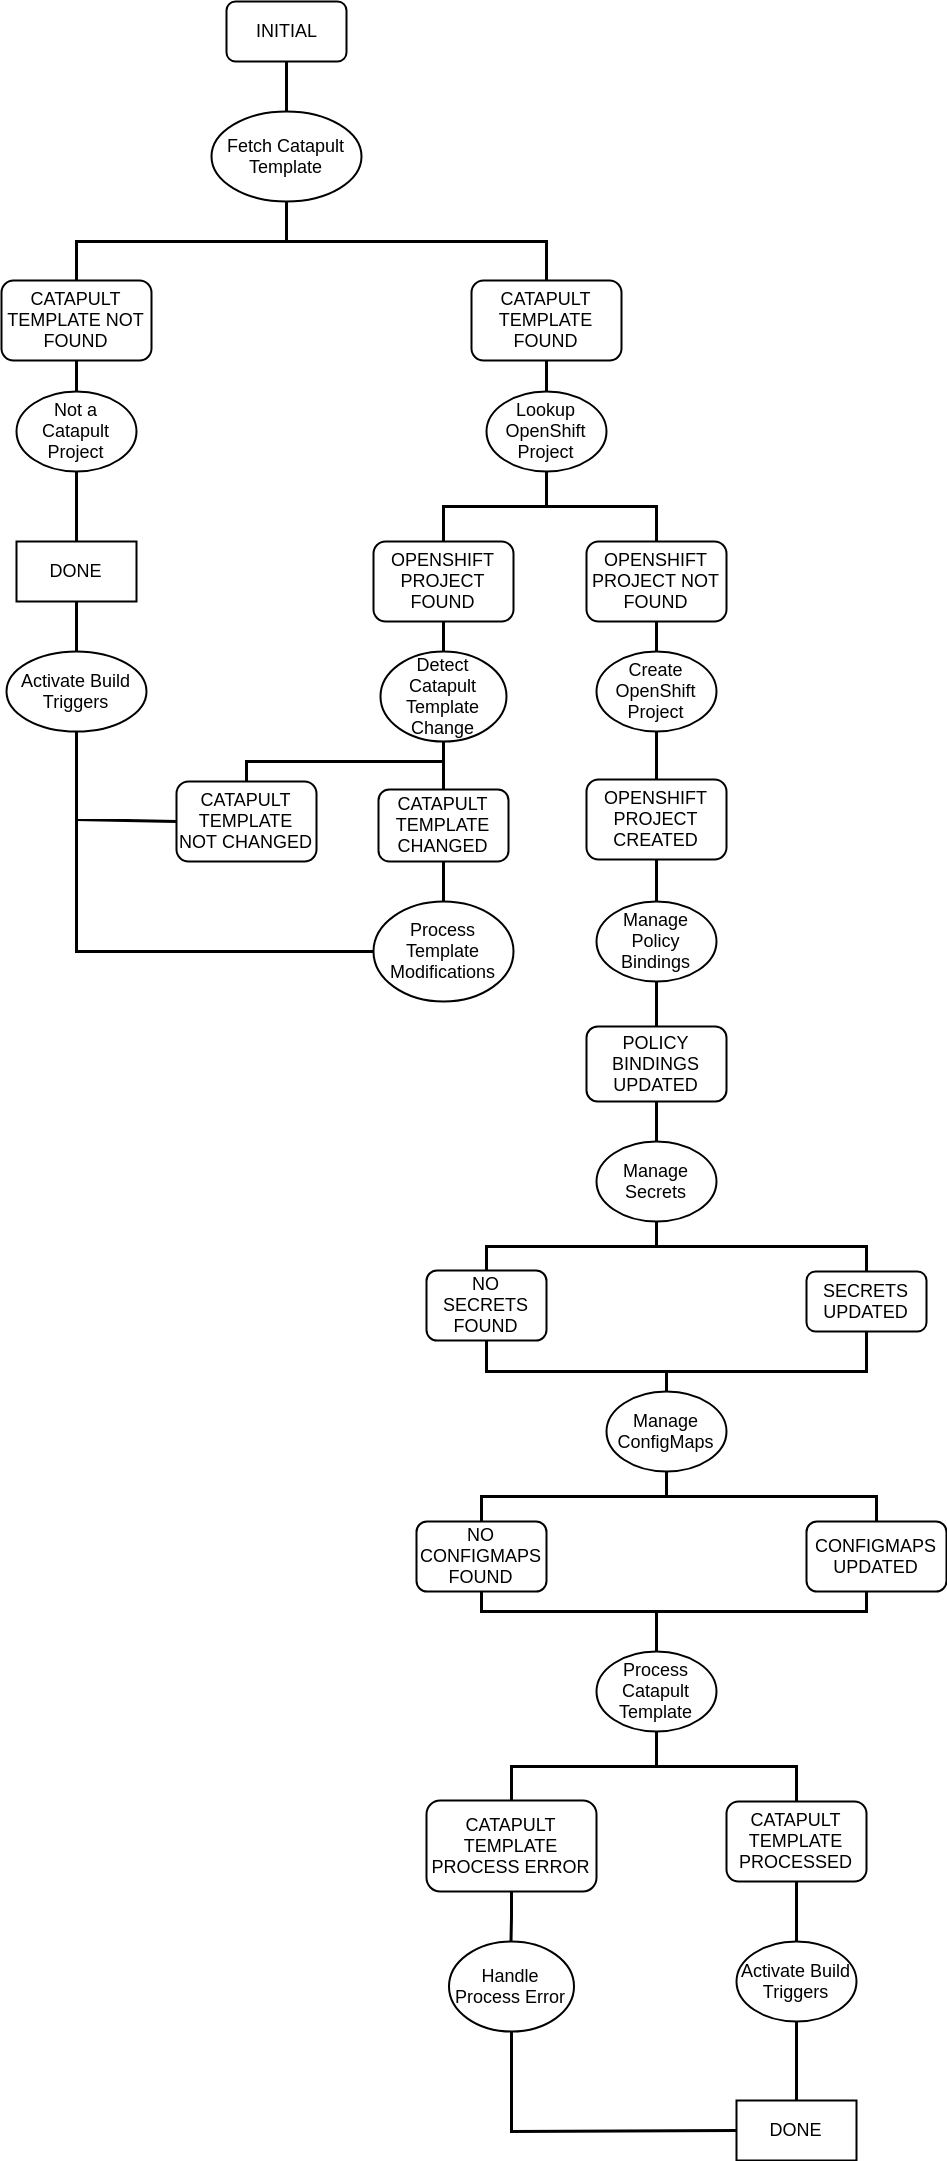 INITIAL
Fetch Catapult
Template
CATAPULT
TEMPLATE NOT
FOUND
CATAPULT
TEMPLATE
FOUND
Not a
Catapult
Project
Lookup
OpenShift
Project
DONE
OPENSHIFT
PROJECT
FOUND
OPENSHIFT
PROJECT NOT
FOUND
Activate Build
Triggers
Detect
Catapult
Template
Change
Create
OpenShift
Project
CATAPULT
TEMPLATE
NOT CHANGED
CATAPULT
TEMPLATE
CHANGED
OPENSHIFT
PROJECT
CREATED
Process
Template
Modifications
Manage
Policy
Bindings
POLICY
BINDINGS
UPDATED
Manage
Secrets
NO
SECRETS
FOUND
SECRETS
UPDATED
Manage
ConfigMaps
NO
CONFIGMAPS
FOUND
CONFIGMAPS
UPDATED
Process
Catapult
Template
CATAPULT
TEMPLATE
PROCESS ERROR
CATAPULT
TEMPLATE
PROCESSED
Handle
Process Error
Activate Build
Triggers
DONE